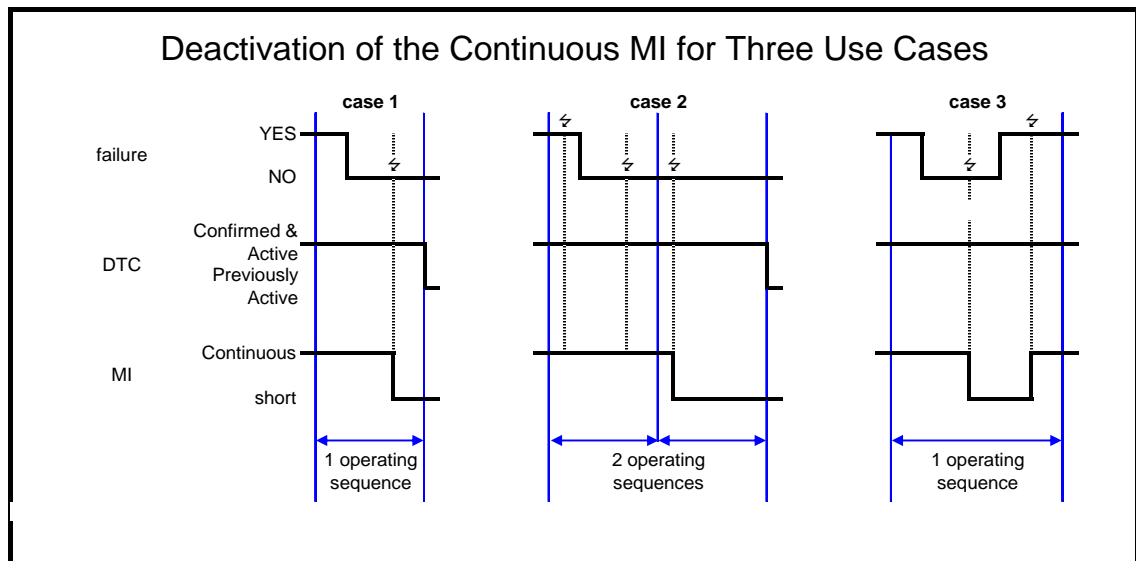 Deactivation of the Continuous MI for Three Use Cases
case 1
case 2
case 3
failure
YES
NO
DTC
Confirmed &
Active
Previously
Active
MI
Continuous
short
1 operating
sequence
2 operating
sequences
1 operating
sequence